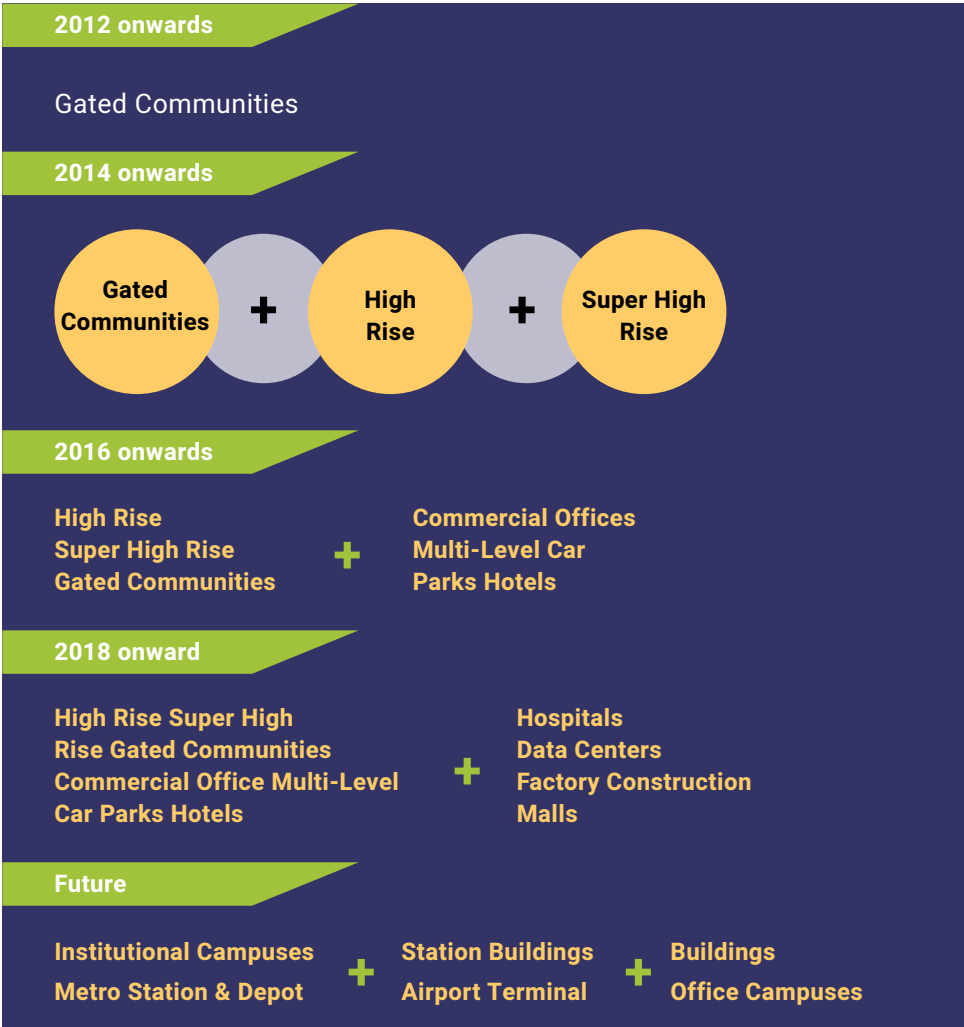 2012 onwards
Gated Communities
2014 onwards
Gated
Communities
+
High
Rise
+
Super High
Rise
2016 onwards
High Rise
Super High Rise
Gated Communities
+
Commercial Offices
Multi-Level Car
Parks Hotels
2018 onward
High Rise Super High
Rise Gated Communities
Commercial Office Multi-Level
Car Parks Hotels
+
Hospitals
Data Centers
Factory Construction
Malls
Future
Institutional Campuses
Metro Station & Depot
+
Station Buildings
Airport Terminal
+
Buildings
Office Campuses